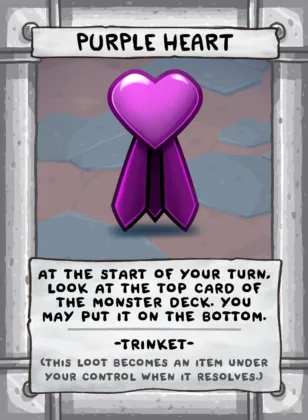 PURPLE HEART
AT THE START OF YOUR TURN,
LOOK AT THE TOP CARD OF
THE MONSTER DECK. YOU
MAY PUT IT ON THE BOTTOM.
-TRINKET-
(THIS LOOT BECOMES AN ITEM UNDER
YOUR CONTROL WHEN IT RESOLVES.)